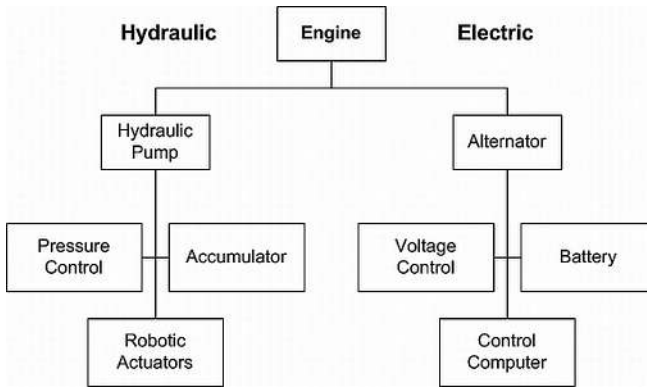 Hydraulic
Engine
Electric
Hydraulic
Pump
Alternator
Pressure
Control
Accumulator
Voltage
Control
Battery
Robotic
Actuators
Control
Computer